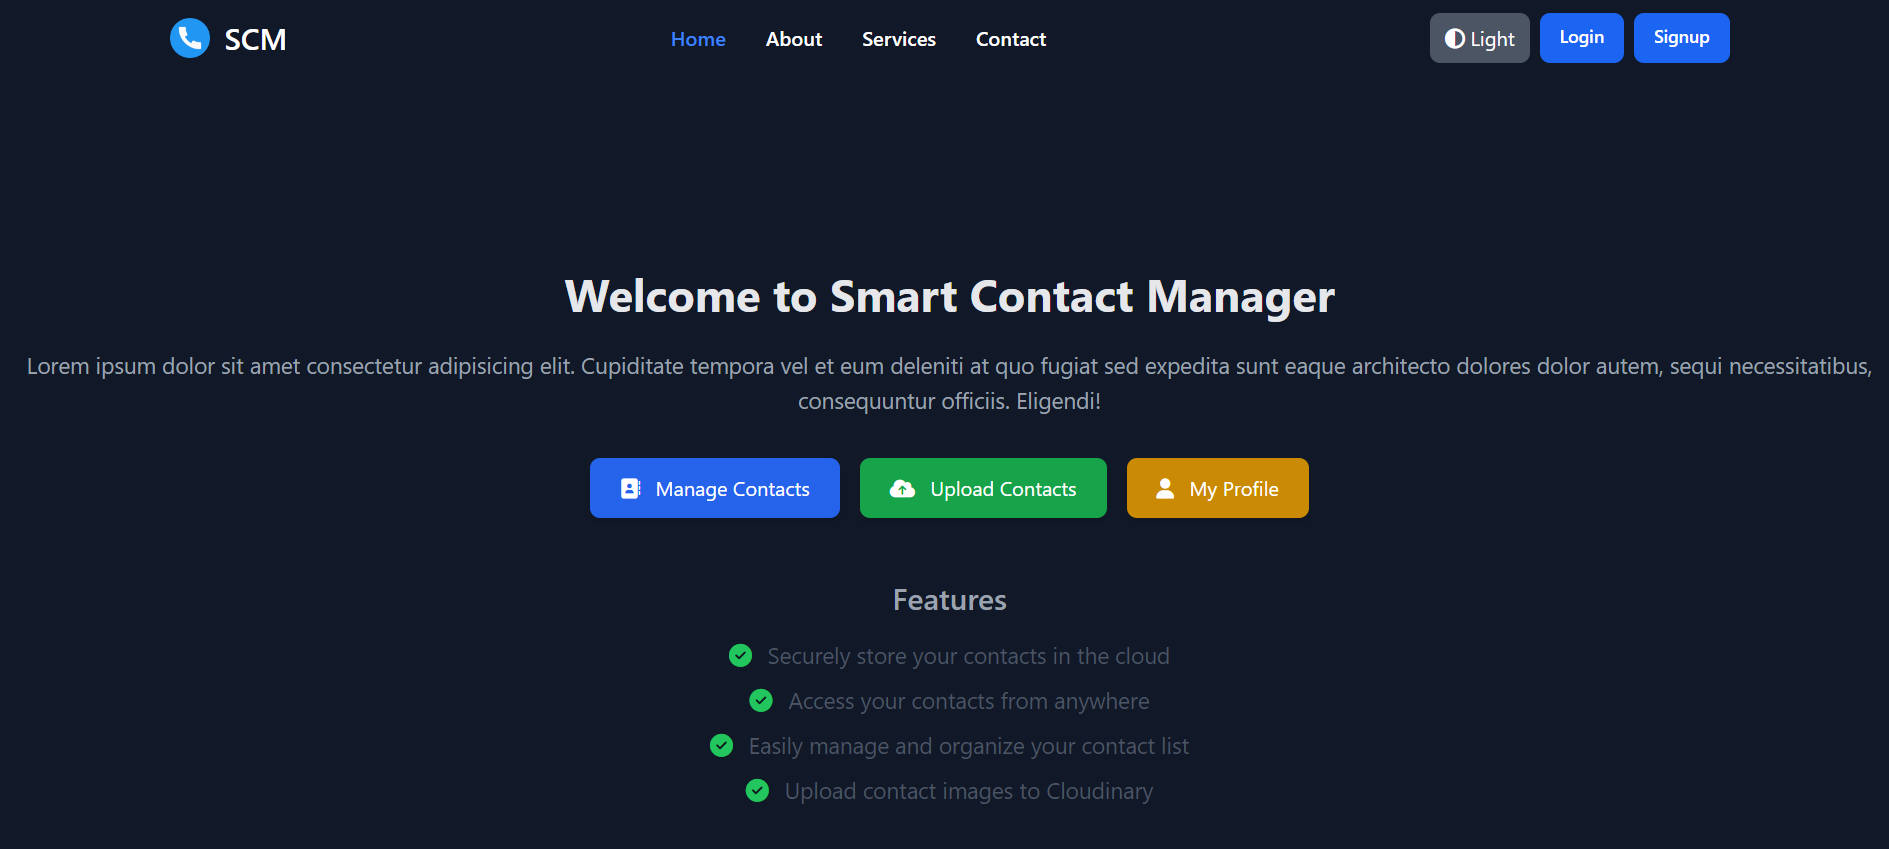 SCM
Home
About
Services
Contact
Light
Login
Signup
Welcome to Smart Contact Manager
Lorem ipsum dolor sit amet consectetur adipisicing elit. Cupiditate tempora vel et eum deleniti at quo fugiat sed expedita sunt eaque architecto dolores dolor autem, sequi necessitatibus,
consequuntur officiis. Eligendi!
Manage Contacts
Upload Contacts
My Profile
Features
Securely store your contacts in the cloud
Access your contacts from anywhere
Easily manage and organize your contact list
Upload contact images to Cloudinary